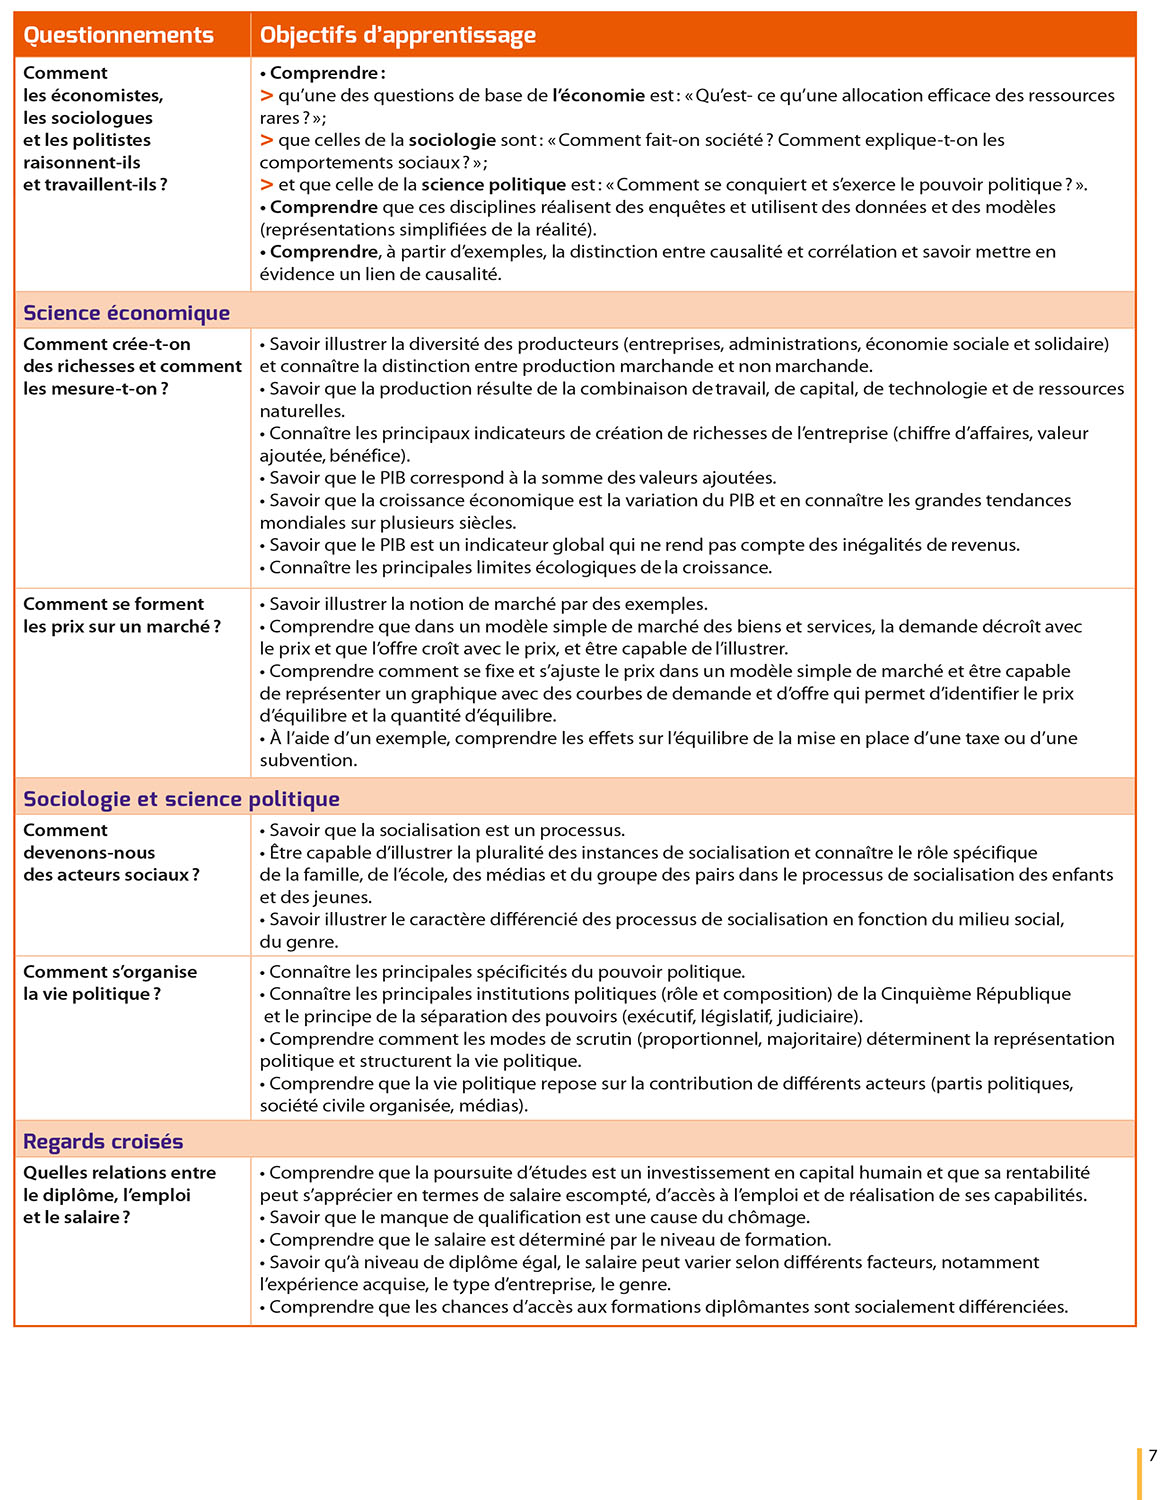 Questionnements
Objectifs d’apprentissage
Comment
les économistes,
les sociologues
et les politistes
raisonnent-ils
et travaillent-ils ?
• Comprendre :
> qu’une des questions de base de l’économie est : « Qu’est- ce qu’une allocation efficace des ressources
rares ? » ;
> que celles de la sociologie sont : « Comment fait-on société ? Comment explique-t-on les
comportements sociaux ? » ;
> et que celle de la science politique est : « Comment se conquiert et s’exerce le pouvoir politique ? ».
• Comprendre que ces disciplines réalisent des enquêtes et utilisent des données et des modèles
(représentations simplifiées de la réalité).
• Comprendre, à partir d’exemples, la distinction entre causalité et corrélation et savoir mettre en
évidence un lien de causalité.
Science économique
Comment crée-t-on
des richesses et comment
les mesure-t-on ?
• Savoir illustrer la diversité des producteurs (entreprises, administrations, économie sociale et solidaire)
et connaître la distinction entre production marchande et non marchande.
• Savoir que la production résulte de la combinaison de travail, de capital, de technologie et de ressources
naturelles.
• Connaître les principaux indicateurs de création de richesses de l’entreprise (chiffre d’affaires, valeur
ajoutée, bénéfice).
• Savoir que le PIB correspond à la somme des valeurs ajoutées.
• Savoir que la croissance économique est la variation du PIB et en connaître les grandes tendances
mondiales sur plusieurs siècles.
• Savoir que le PIB est un indicateur global qui ne rend pas compte des inégalités de revenus.
• Connaître les principales limites écologiques de la croissance.
Comment se forment
les prix sur un marché ?
• Savoir illustrer la notion de marché par des exemples.
• Comprendre que dans un modèle simple de marché des biens et services, la demande décroît avec
le prix et que l’offre croît avec le prix, et être capable de l’illustrer.
• Comprendre comment se fixe et s’ajuste le prix dans un modèle simple de marché et être capable
de représenter un graphique avec des courbes de demande et d’offre qui permet d’identifier le prix
d’équilibre et la quantité d’équilibre.
• À l’aide d’un exemple, comprendre les effets sur l’équilibre de la mise en place d’une taxe ou d’une
subvention.
Sociologie et science politique
Comment
devenons-nous
des acteurs sociaux ?
• Savoir que la socialisation est un processus.
• Être capable d’illustrer la pluralité des instances de socialisation et connaître le rôle spécifique
de la famille, de l’école, des médias et du groupe des pairs dans le processus de socialisation des enfants
et des jeunes.
• Savoir illustrer le caractère différencié des processus de socialisation en fonction du milieu social,
du genre.
Comment s’organise
la vie politique ?
• Connaître les principales spécificités du pouvoir politique.
• Connaître les principales institutions politiques (rôle et composition) de la Cinquième République
et le principe de la séparation des pouvoirs (exécutif, législatif, judiciaire).
• Comprendre comment les modes de scrutin (proportionnel, majoritaire) déterminent la représentation
politique et structurent la vie politique.
• Comprendre que la vie politique repose sur la contribution de différents acteurs (partis politiques,
société civile organisée, médias).
Regards croisés
Quelles relations entre
le diplôme, l’emploi
et le salaire ?
• Comprendre que la poursuite d’études est un investissement en capital humain et que sa rentabilité
peut s’apprécier en termes de salaire escompté, d’accès à l’emploi et de réalisation de ses capabilités.
• Savoir que le manque de qualification est une cause du chômage.
• Comprendre que le salaire est déterminé par le niveau de formation.
• Savoir qu’à niveau de diplôme égal, le salaire peut varier selon différents facteurs, notamment
l’expérience acquise, le type d’entreprise, le genre.
• Comprendre que les chances d’accès aux formations diplômantes sont socialement différenciées.
7